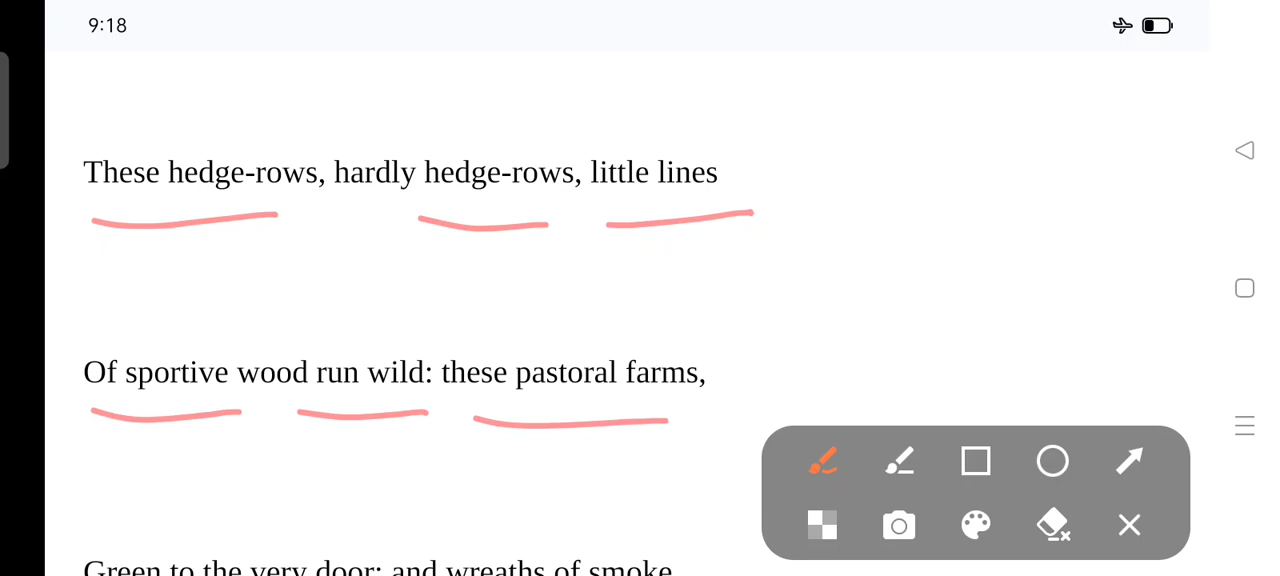 9:18
These hedge-rows, hardly hedge-rows, little lines
Of sportive wood run wild: these pastoral farms,
Green to the very door; and wreaths of smoke